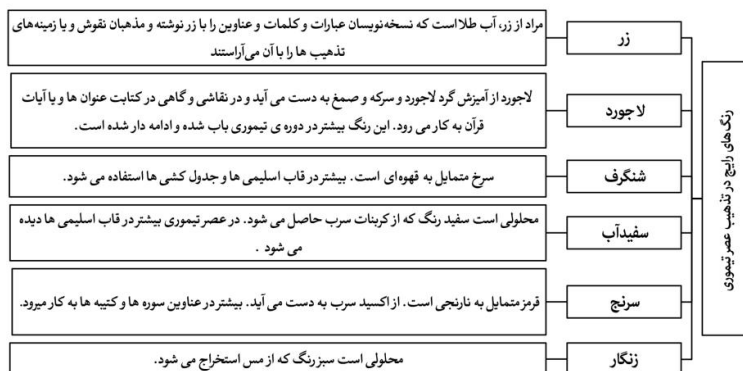 رنگ‌های رایج در تذهیب عصر تیموری
زر
مراد از زر، آب طلا است که نسخه‌نویسان عبارات و کلمات و عناوین را با زر نوشته و مذهبان نقوش و یا زمینه‌های
تذهیب ها را با آن می‌آراستند
لاجورد
لاجورد از آمیزش گرد لاجورد و سرکه و صمغ به دست می آید و در نقاشی و گاهی در کتابت عنوان ها و یا آیات
قرآن به کار می رود. این رنگ بیشتر در دوره ی تیموری باب شده و ادامه دار شده است.
شنگرف
سرخ متمایل به قهوه‌ای است. بیشتر در قاب اسلیمی ها و جدول کشی ها استفاده می شود.
سفیدآب
محلولی است سفید رنگ که از کربنات سرب حاصل می شود. در عصر تیموری بیشتر در قاب اسلیمی ها دیده
می شود .
سرنج
قرمز متمایل به نارنجی است. از اکسید سرب به دست می آید. بیشتر در عناوین سوره ها و کتیبه ها به کار میرود.
زنگار
محلولی است سبز رنگ که از مس استخراج می شود.